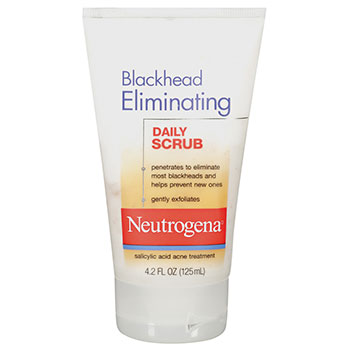 Blackhead
Eliminating
DAILY
SCRUB
penetrates to eliminate
most blackheads and
helps prevent new ones
gently exfoliates
Neutrogena®
salicylic acid acne treatment
4.2 FL OZ (125mL)